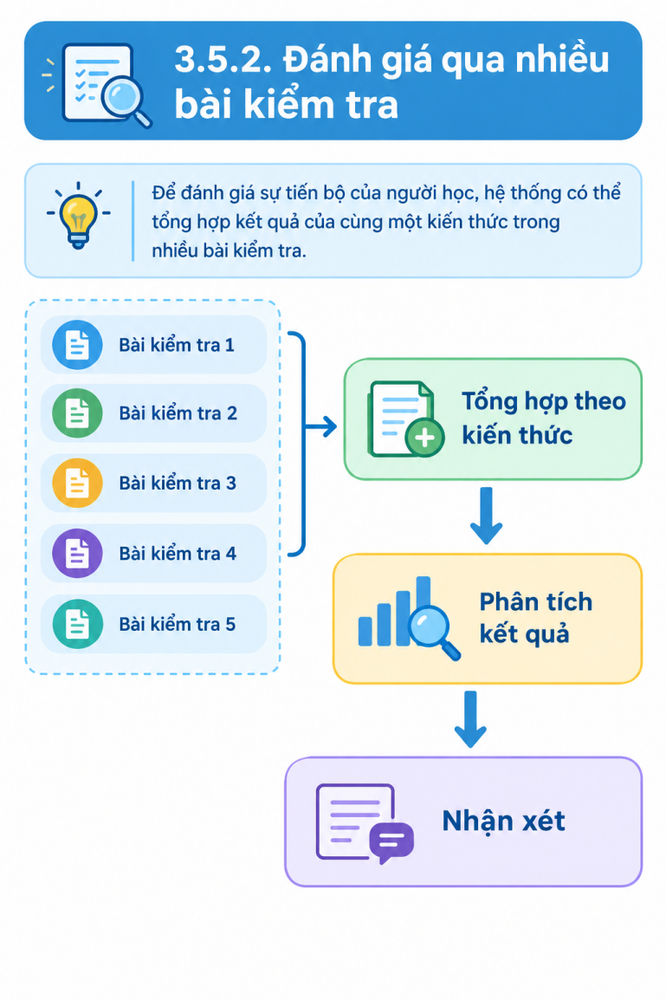 3.5.2. Đánh giá qua nhiều
bài kiểm tra
Để đánh giá sự tiến bộ của người học, hệ thống có thể
tổng hợp kết quả của cùng một kiến thức trong
nhiều bài kiểm tra.
Bài kiểm tra 1
Bài kiểm tra 2
Bài kiểm tra 3
Bài kiểm tra 4
Bài kiểm tra 5
Tổng hợp theo
kiến thức
Phân tích
kết quả
Nhận xét